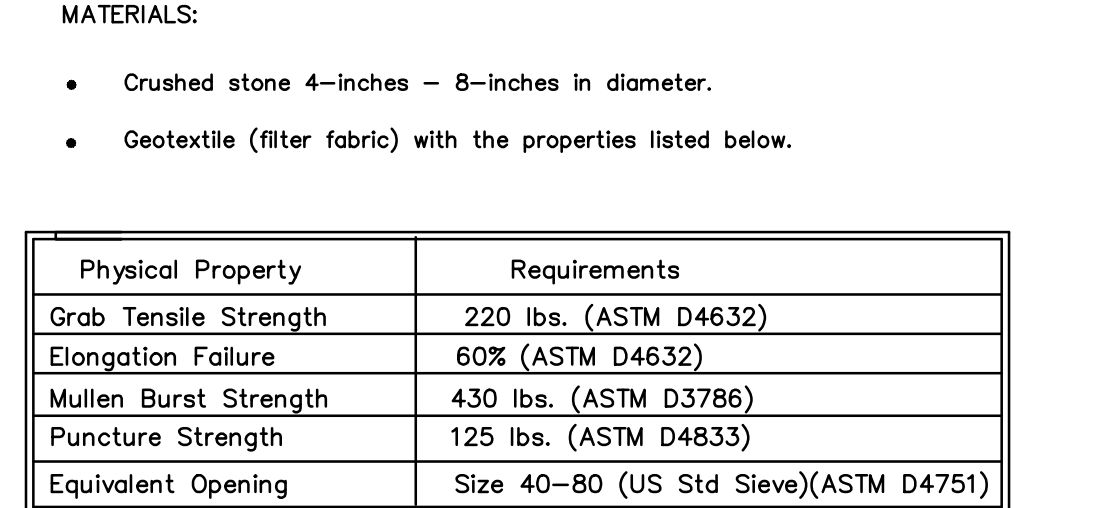 MATERIALS:
• Crushed stone 4–inches – 8–inches in diameter.
• Geotextile (filter fabric) with the properties listed below.
Physical Property Requirements
Grab Tensile Strength 220 lbs. (ASTM D4632)
Elongation Failure 60% (ASTM D4632)
Mullen Burst Strength 430 lbs. (ASTM D3786)
Puncture Strength 125 lbs. (ASTM D4833)
Equivalent Opening Size 40–80 (US Std Sieve)(ASTM D4751)